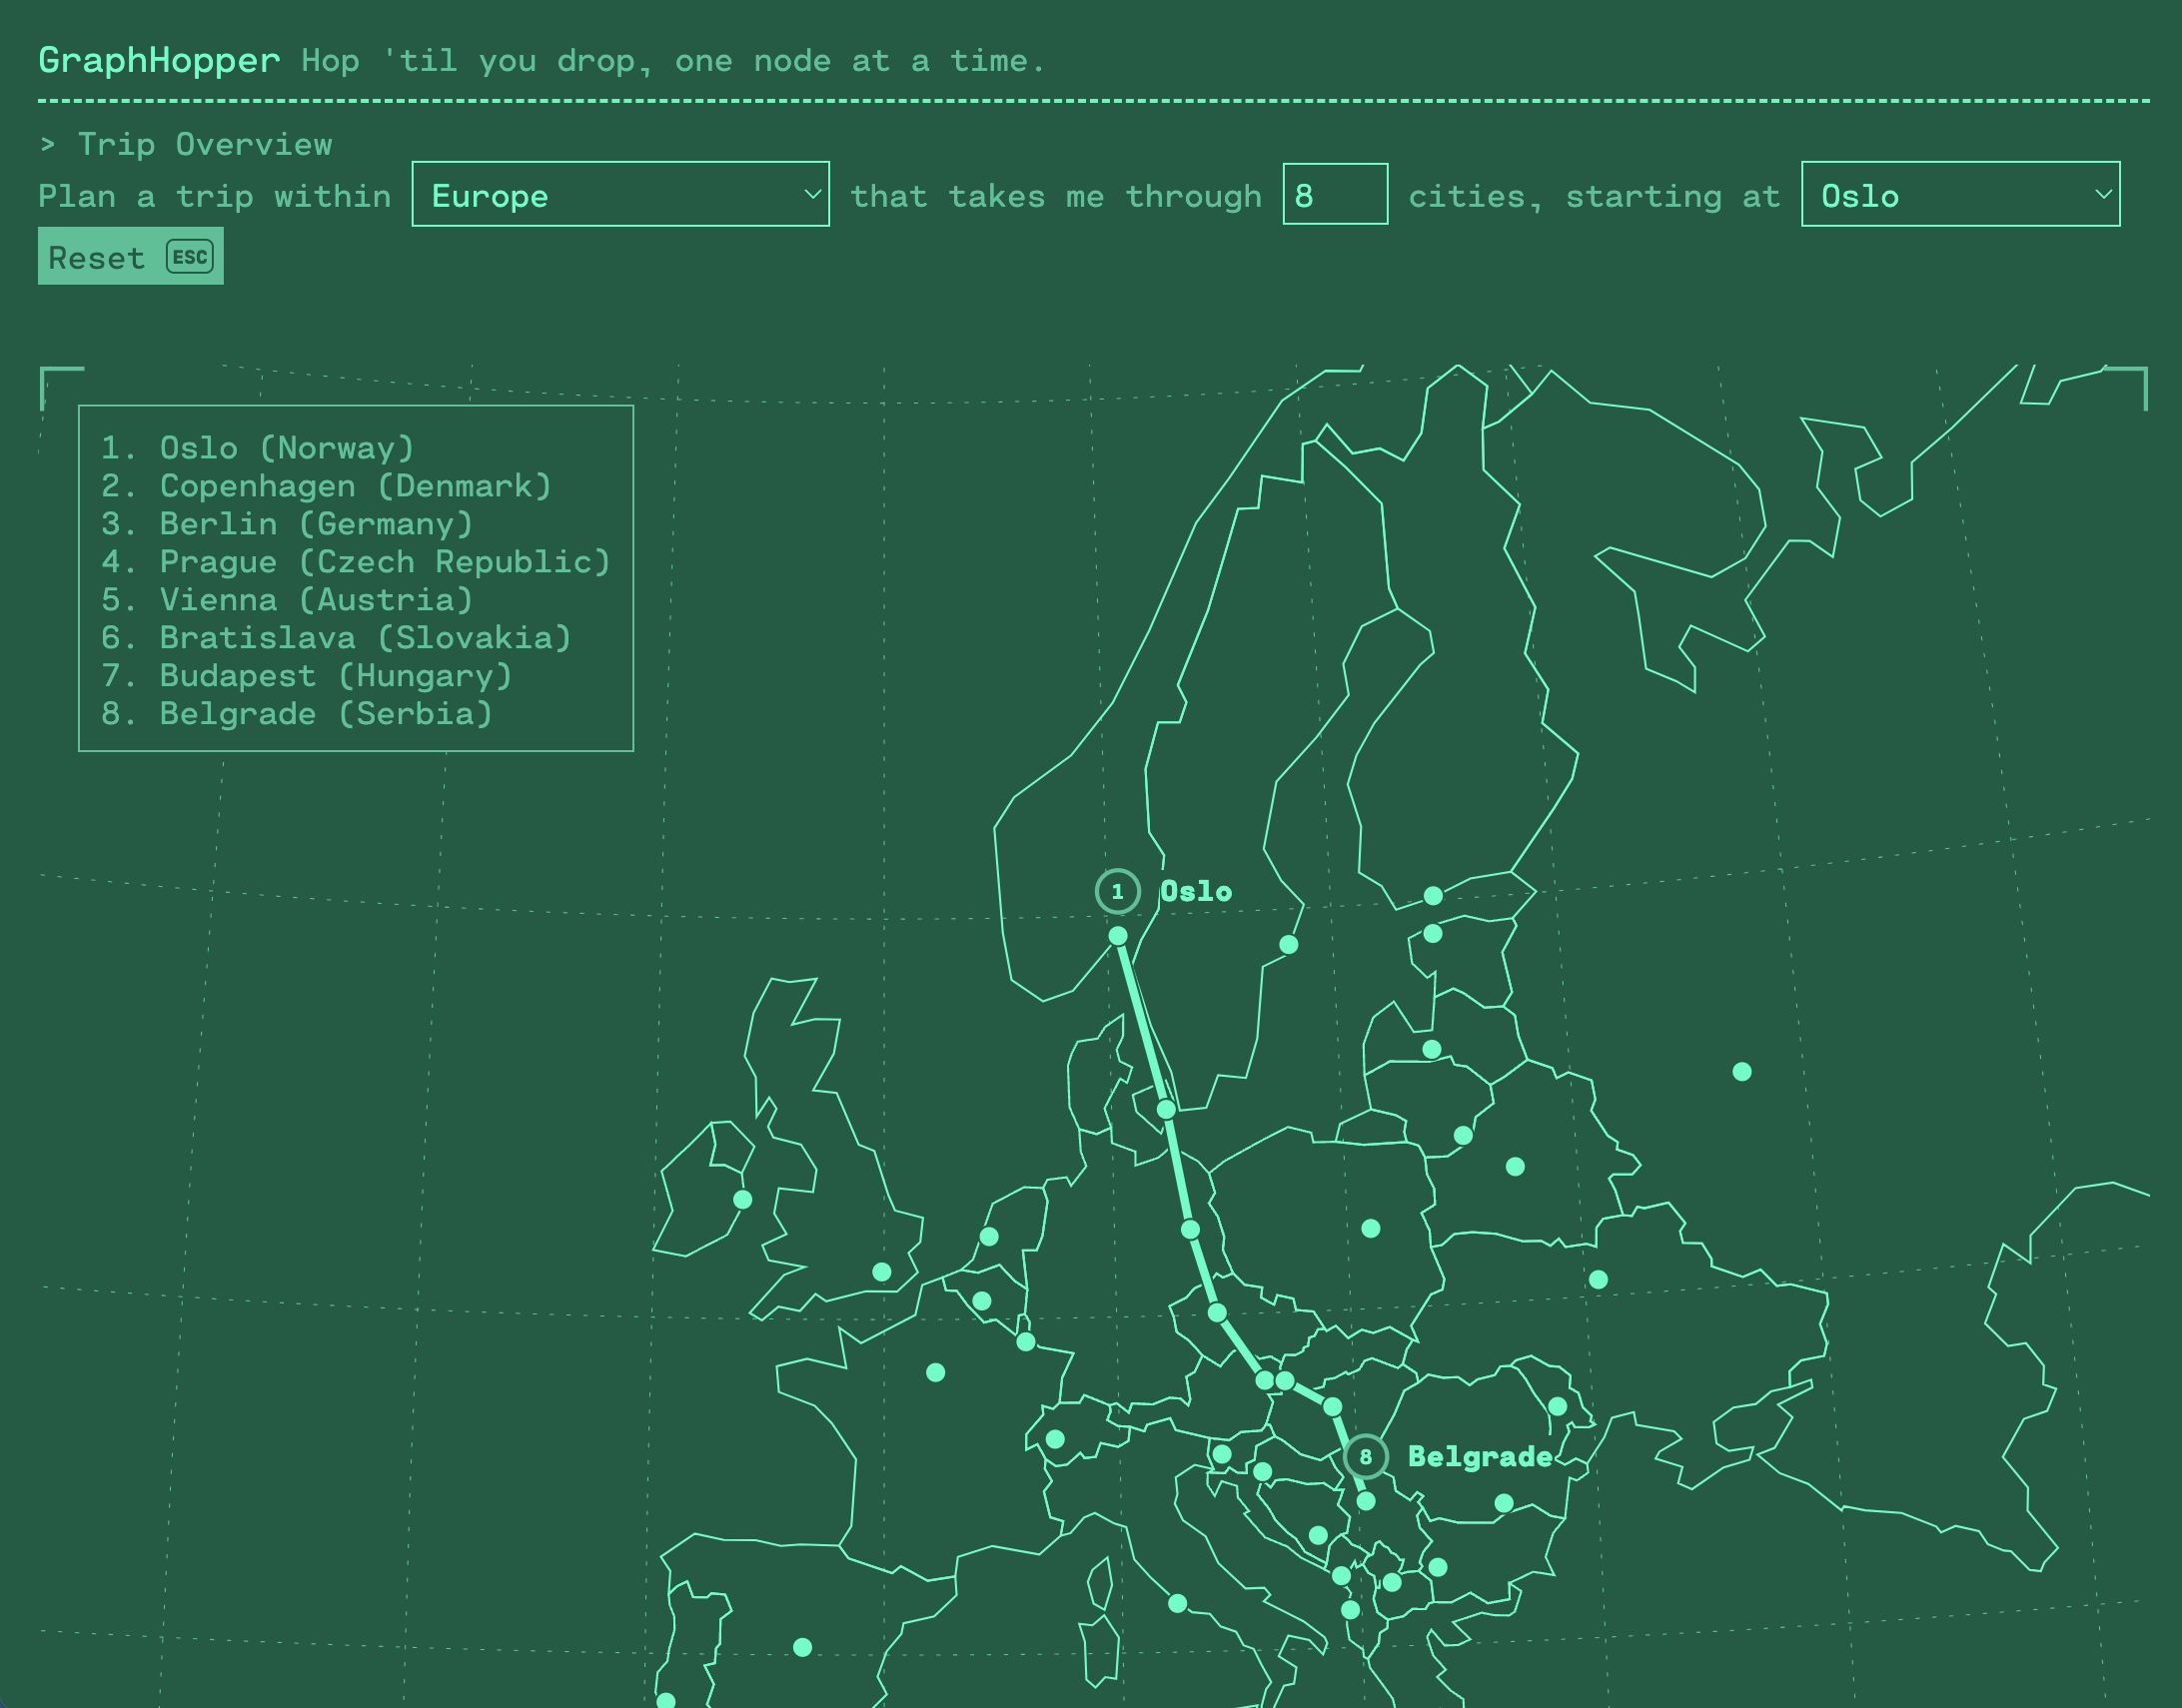 GraphHopper Hop 'til you drop, one node at a time.
> Trip Overview
Plan a trip within Europe that takes me through 8 cities, starting at Oslo
Reset ESC
1. Oslo (Norway)
2. Copenhagen (Denmark)
3. Berlin (Germany)
4. Prague (Czech Republic)
5. Vienna (Austria)
6. Bratislava (Slovakia)
7. Budapest (Hungary)
8. Belgrade (Serbia)
1 Oslo
8 Belgrade